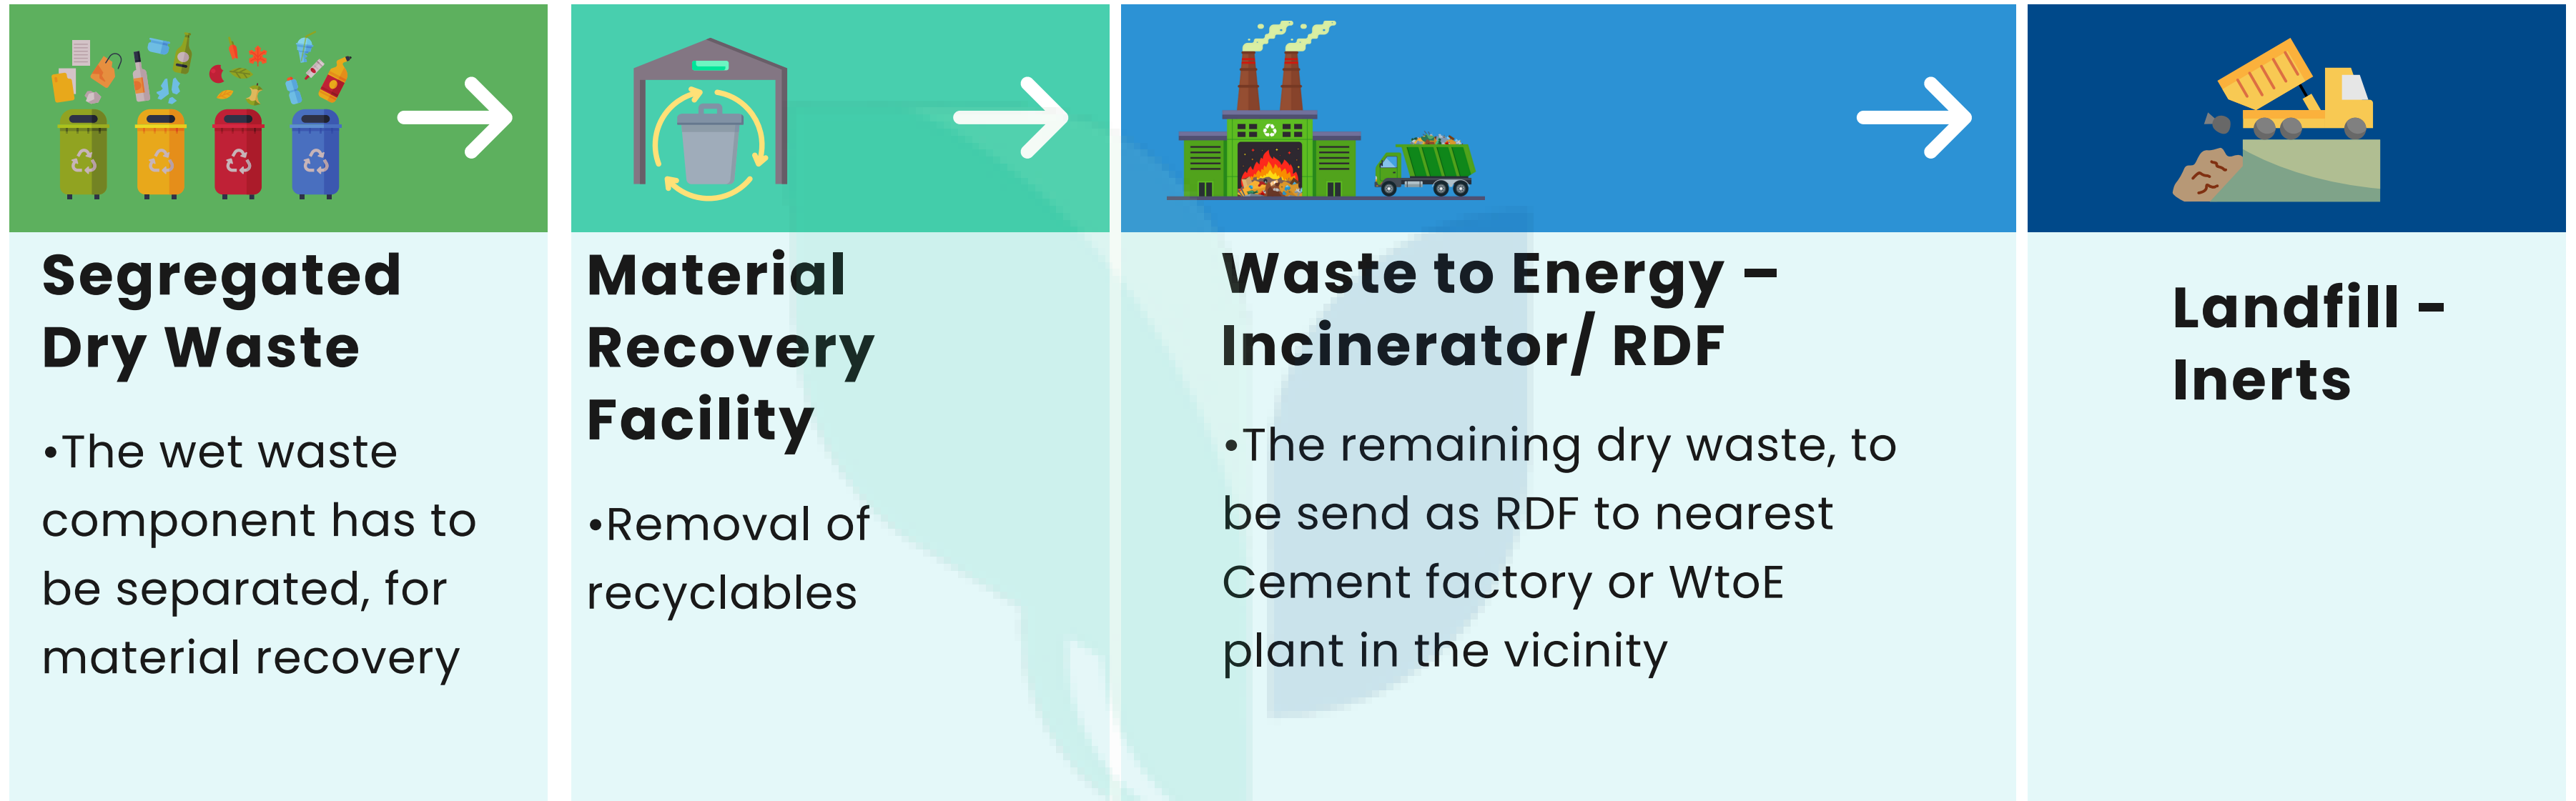 Segregated
Dry Waste
•The wet waste
component has to
be separated, for
material recovery
Material
Recovery
Facility
•Removal of
recyclables
Waste to Energy –
Incinerator/ RDF
•The remaining dry waste, to
be send as RDF to nearest
Cement factory or WtoE
plant in the vicinity
Landfill -
Inerts